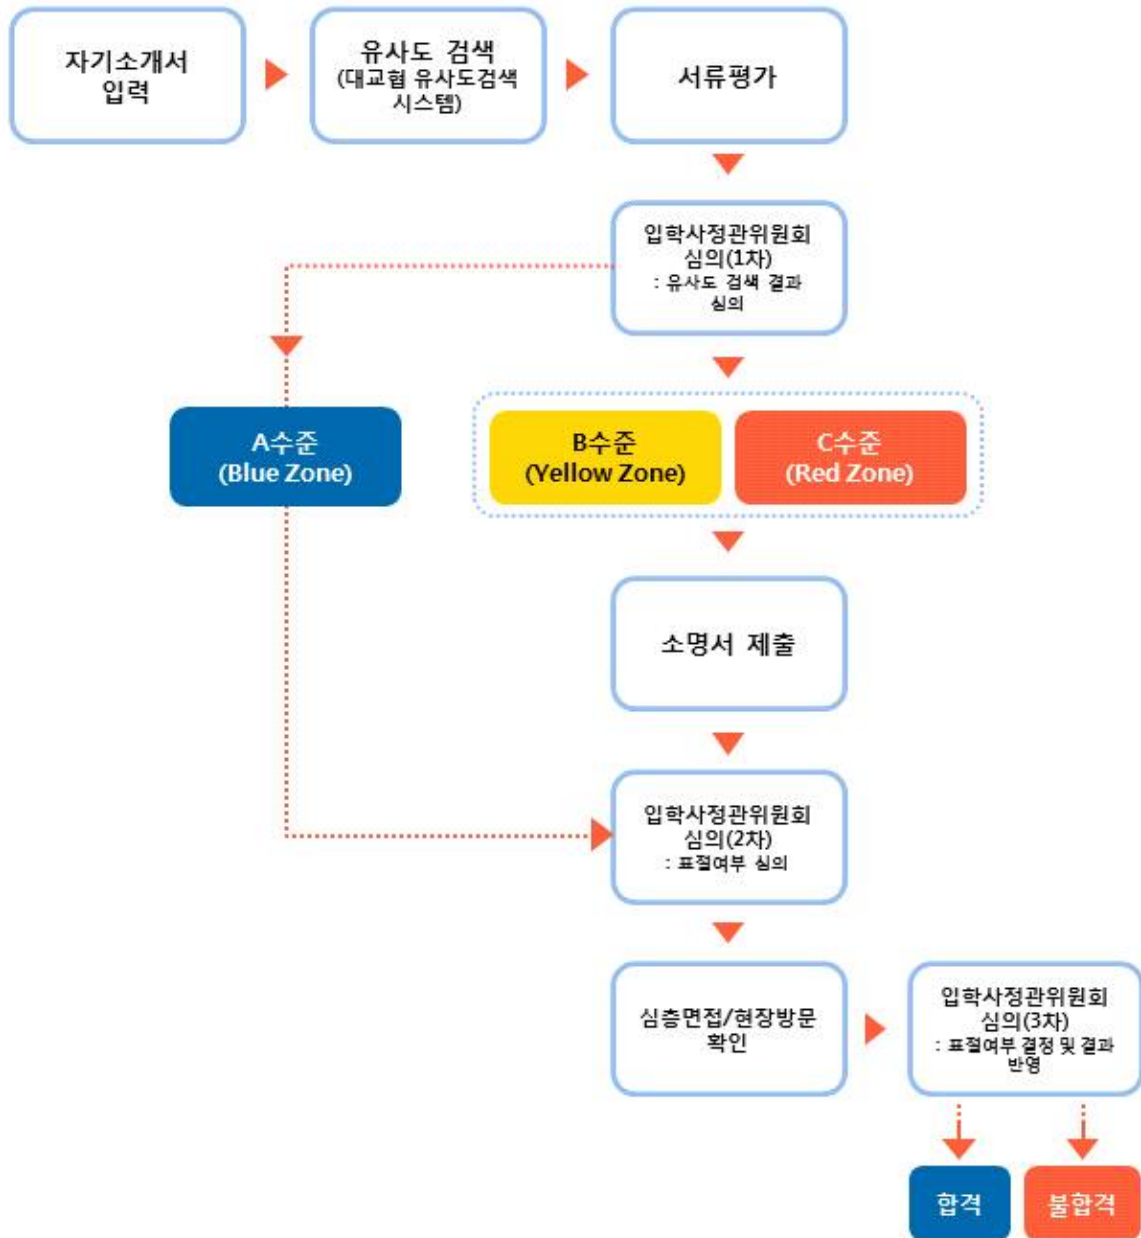 자기소개서
입력
유사도 검색
(대교협 유사도검색
시스템)
서류평가
입학사정관위원회
심의(1차)
: 유사도 검색 결과
심의
A수준
(Blue Zone)
B수준
(Yellow Zone)
C수준
(Red Zone)
소명서 제출
입학사정관위원회
심의(2차)
: 표절여부 심의
심층면접/현장방문
확인
입학사정관위원회
심의(3차)
: 표절여부 결정 및 결과
반영
합격
불합격